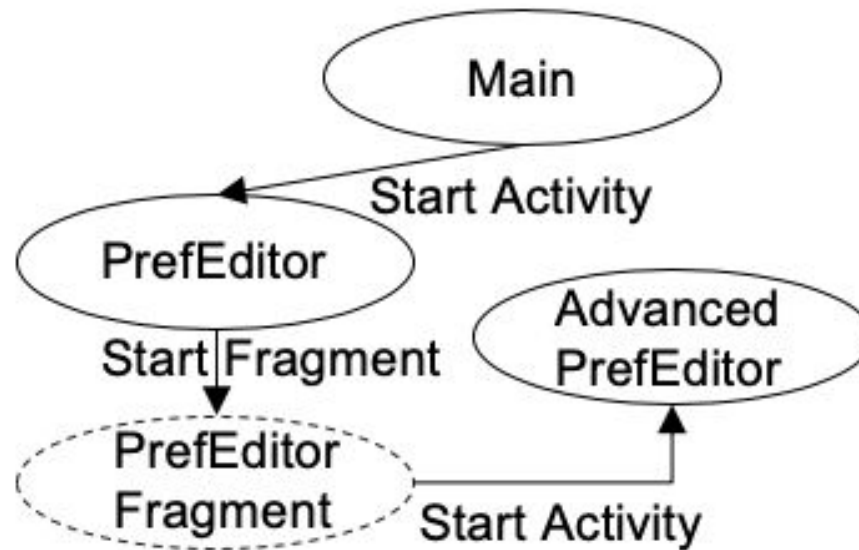 Main
Start Activity
PrefEditor
Start Fragment
Advanced
PrefEditor
PrefEditor
Fragment
Start Activity